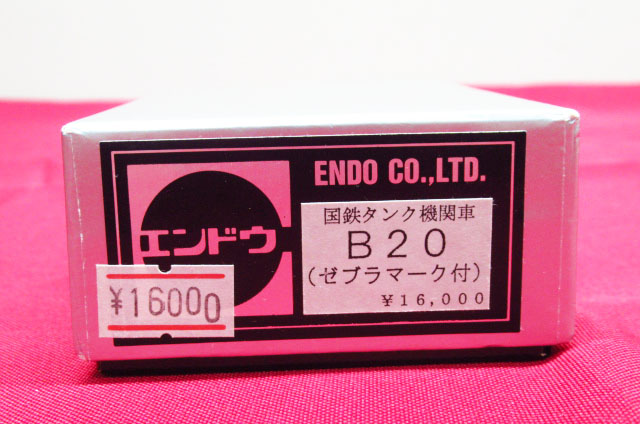 ENDO CO.,LTD.
エンドウ
国鉄タンク機関車
B20
(ゼブラマーク付)
¥16,000
¥16000